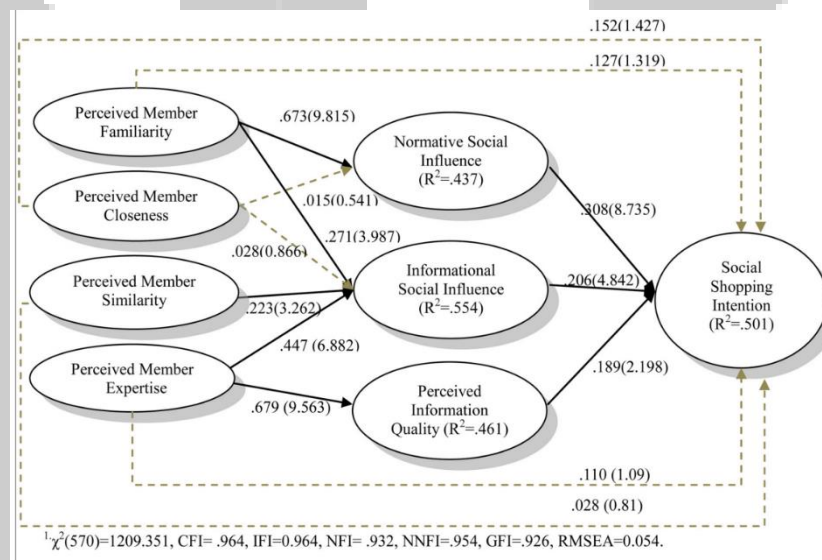 .152(1.427)
.127(1.319)
Perceived Member
Familiarity
.673(9.815)
Normative Social
Influence
(R²=.437)
Perceived Member
Closeness
.015(0.541)
.308(8.735)
.028(0.866)
.271(3.987)
Perceived Member
Similarity
.223(3.262)
Informational
Social Influence
(R²=.554)
.206(4.842)
Social
Shopping
Intention
(R²=.501)
.447 (6.882)
Perceived Member
Expertise
.679 (9.563)
Perceived
Information
Quality (R²=.461)
.189(2.198)
.110 (1.09)
.028 (0.81)
¹·χ²(570)=1209.351, CFI= .964, IFI=0.964, NFI= .932, NNFI=.954, GFI=.926, RMSEA=0.054.